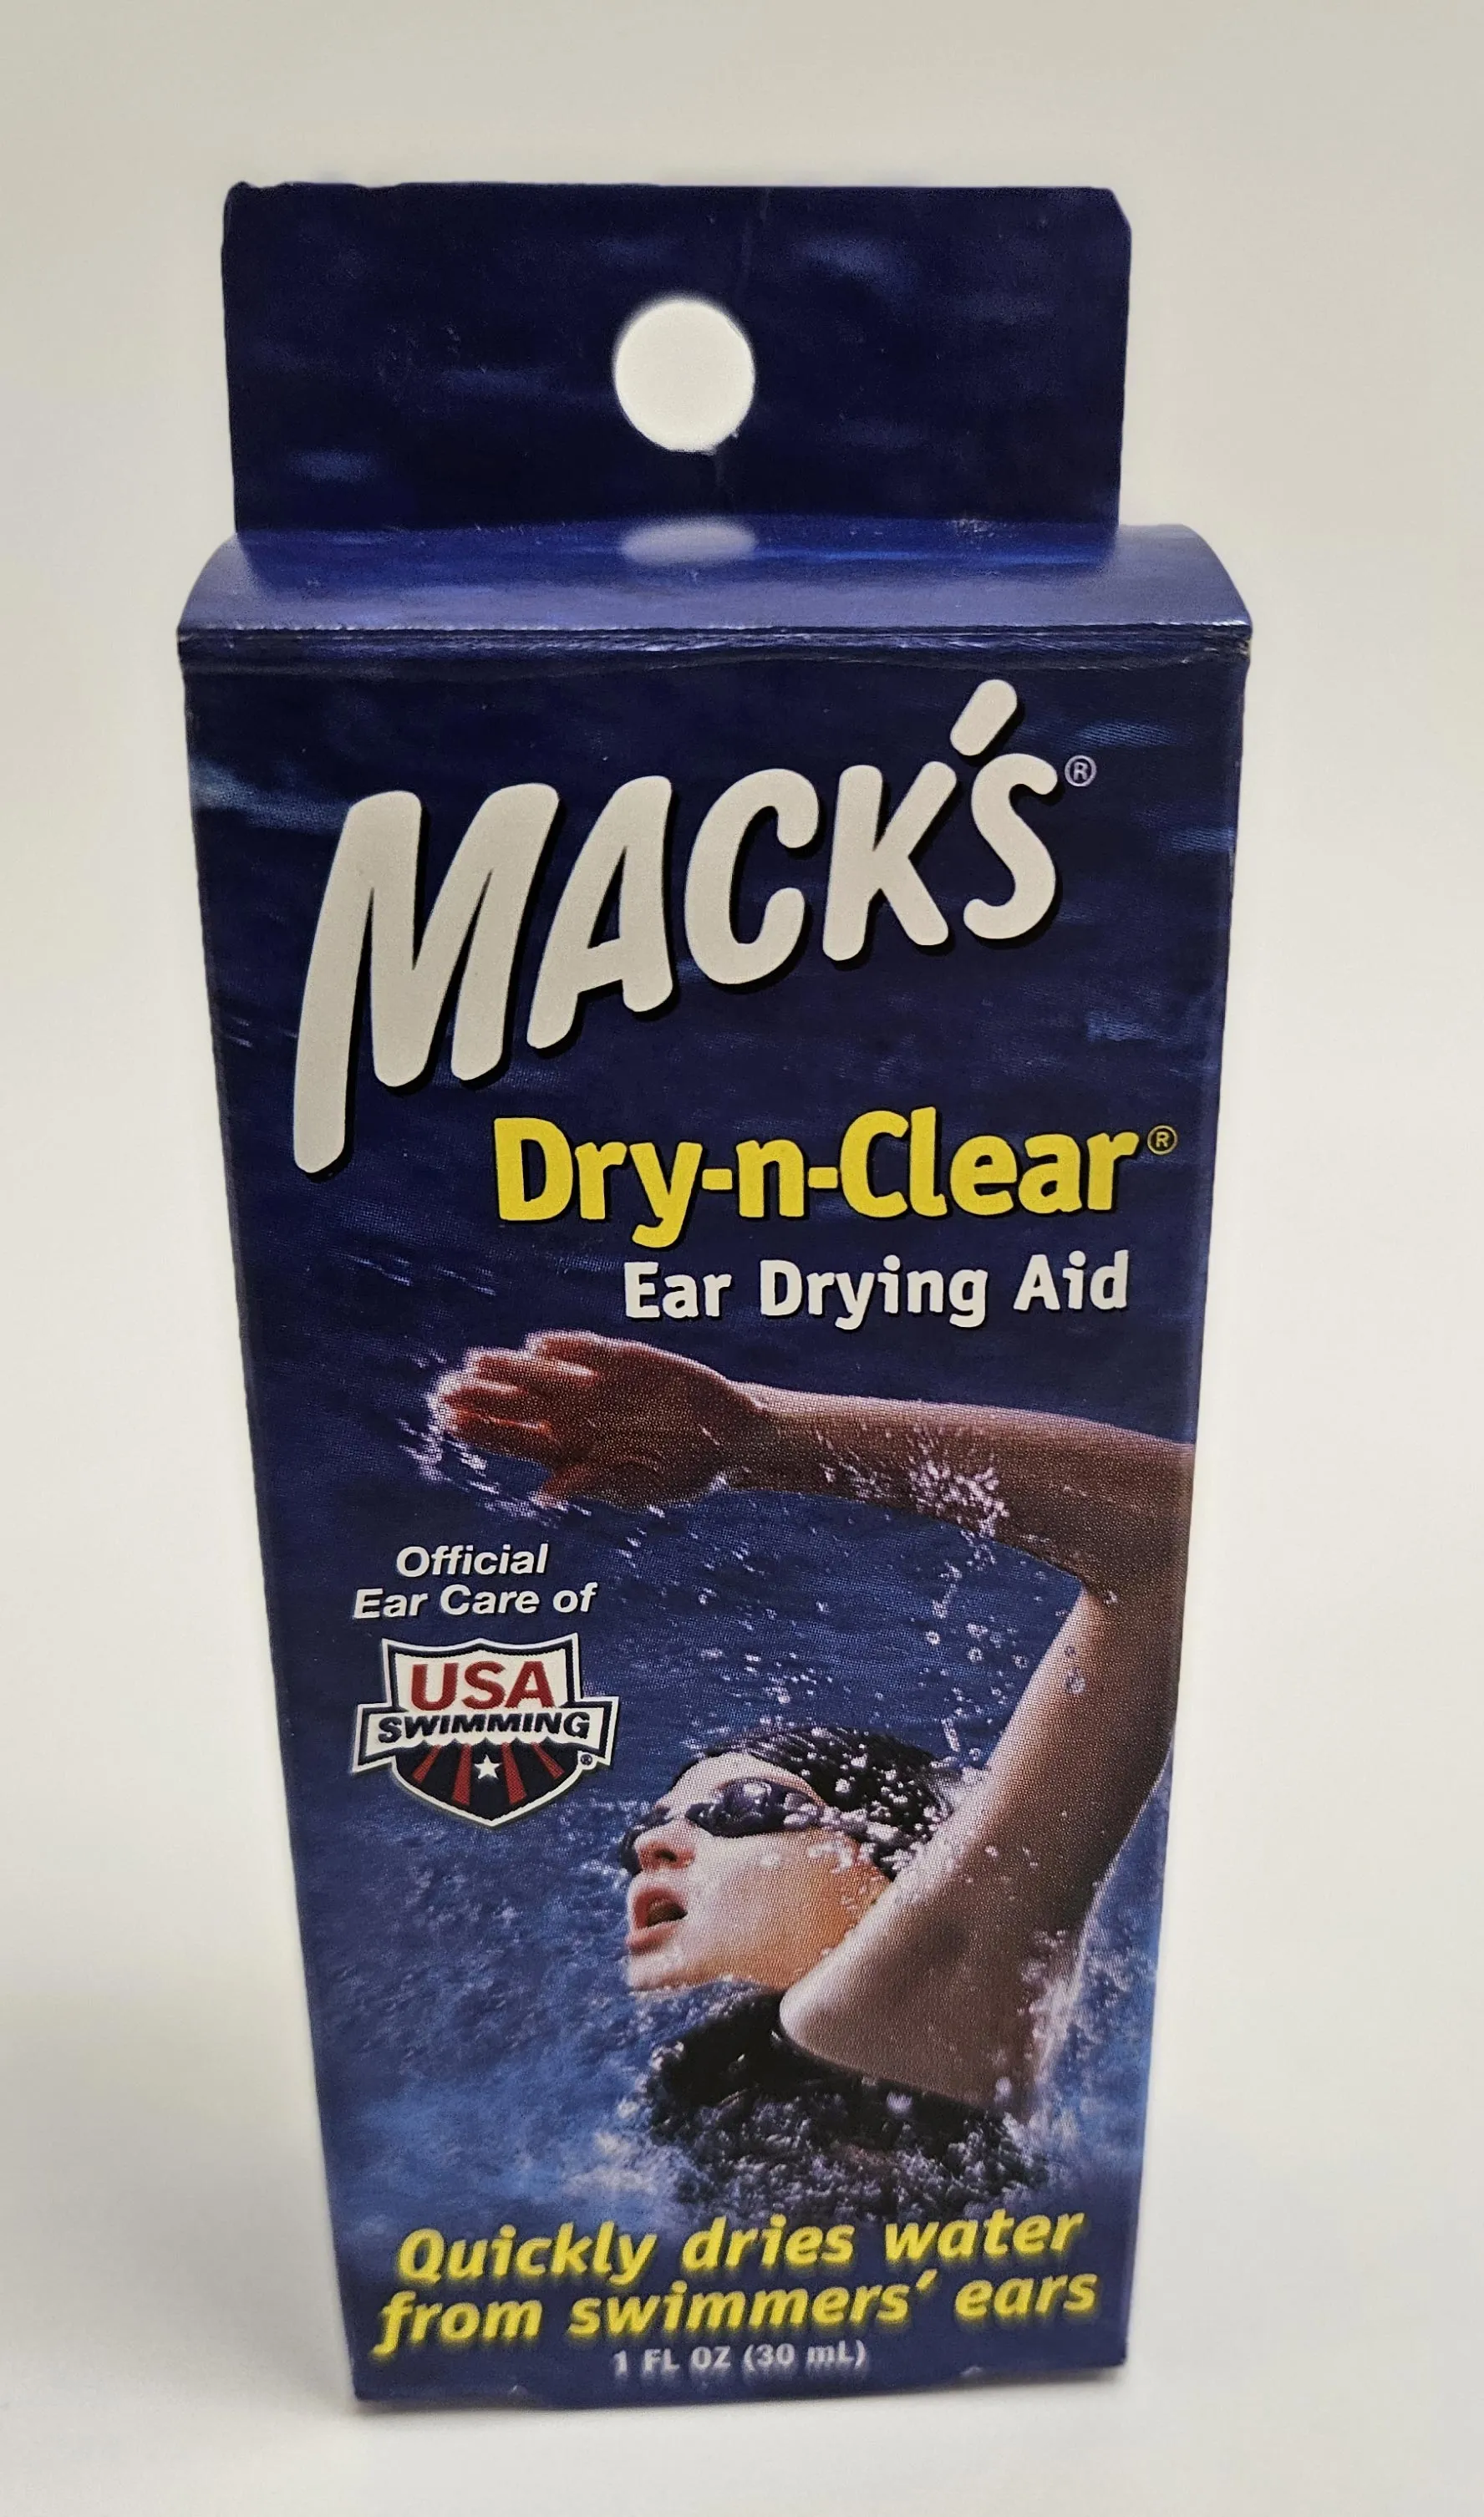 MACK'S®
Dry-n-Clear®
Ear Drying Aid
Official
Ear Care of
USA
SWIMMING®
Quickly dries water
from swimmers' ears
1 FL OZ (30 mL)